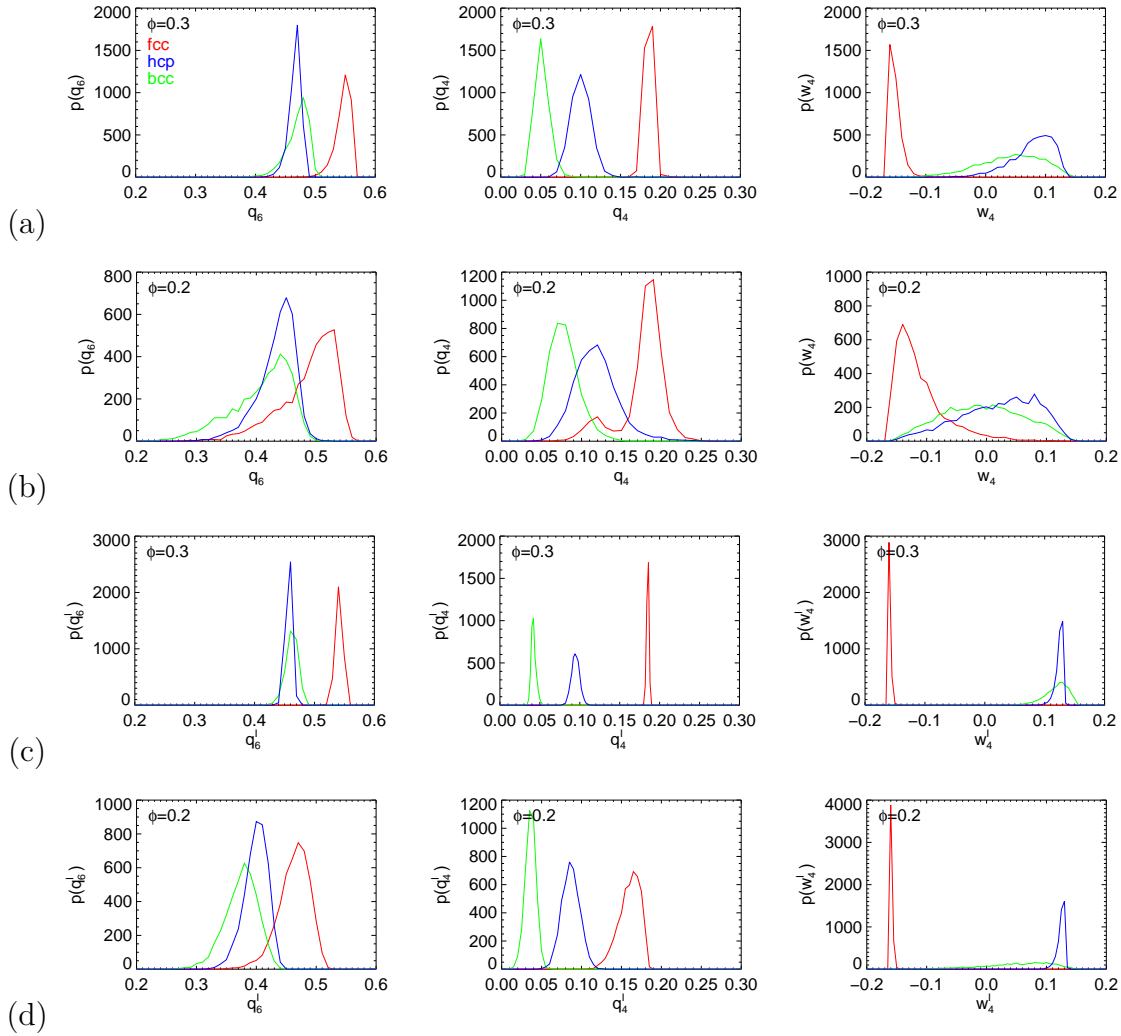 2000
1500
1000
500
0
p(q6)
ϕ=0.3
fcc
hcp
bcc
0.2 0.3 0.4 0.5 0.6
q6
2000
1500
1000
500
0
p(q4)
ϕ=0.3
0.00 0.05 0.10 0.15 0.20 0.25 0.30
q4
2000
1500
1000
500
0
p(w4)
ϕ=0.3
−0.2 −0.1 0.0 0.1 0.2
w4
(a)
800
600
400
200
0
p(q6)
ϕ=0.2
0.2 0.3 0.4 0.5 0.6
q6
1200
1000
800
600
400
200
0
p(q4)
ϕ=0.2
0.00 0.05 0.10 0.15 0.20 0.25 0.30
q4
1000
800
600
400
200
0
p(w4)
ϕ=0.2
−0.2 −0.1 0.0 0.1 0.2
w4
(b)
3000
2000
1000
0
p(q6^l)
ϕ=0.3
0.2 0.3 0.4 0.5 0.6
q6^l
2000
1500
1000
500
0
p(q4^l)
ϕ=0.3
0.00 0.05 0.10 0.15 0.20 0.25 0.30
q4^l
3000
2000
1000
0
p(w4^l)
ϕ=0.3
−0.2 −0.1 0.0 0.1 0.2
w4^l
(c)
1000
800
600
400
200
0
p(q6^l)
ϕ=0.2
0.2 0.3 0.4 0.5 0.6
q6^l
1200
1000
800
600
400
200
0
p(q4^l)
ϕ=0.2
0.00 0.05 0.10 0.15 0.20 0.25 0.30
q4^l
4000
3000
2000
1000
0
p(w4^l)
ϕ=0.2
−0.2 −0.1 0.0 0.1 0.2
w4^l
(d)